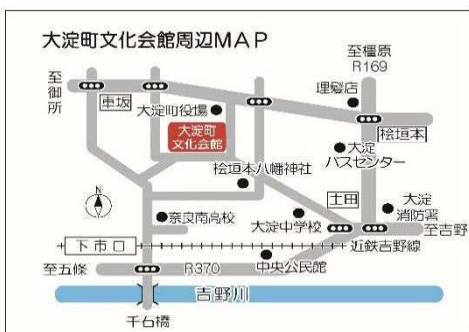 大淀町文化会館周辺MAP
至橿原
R169
至御所
車坂
理髪店
大淀町役場
大淀町
文化会館
桧垣本
大淀
バスセンター
桧垣本八幡神社
N
土田
大淀
消防署
奈良南高校
大淀中学校
至吉野
下市口
近鉄吉野線
至五條
R370
中央公民館
吉野川
千石橋